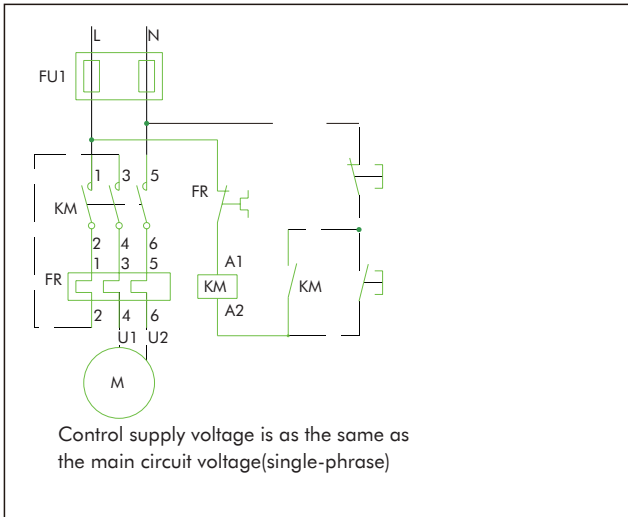 L N
FU1
1 3 5
FR
KM
2 4 6
A1
1 3 5
FR
KM
KM
A2
2 4 6
U1 U2
M
Control supply voltage is as the same as
the main circuit voltage(single-phrase)